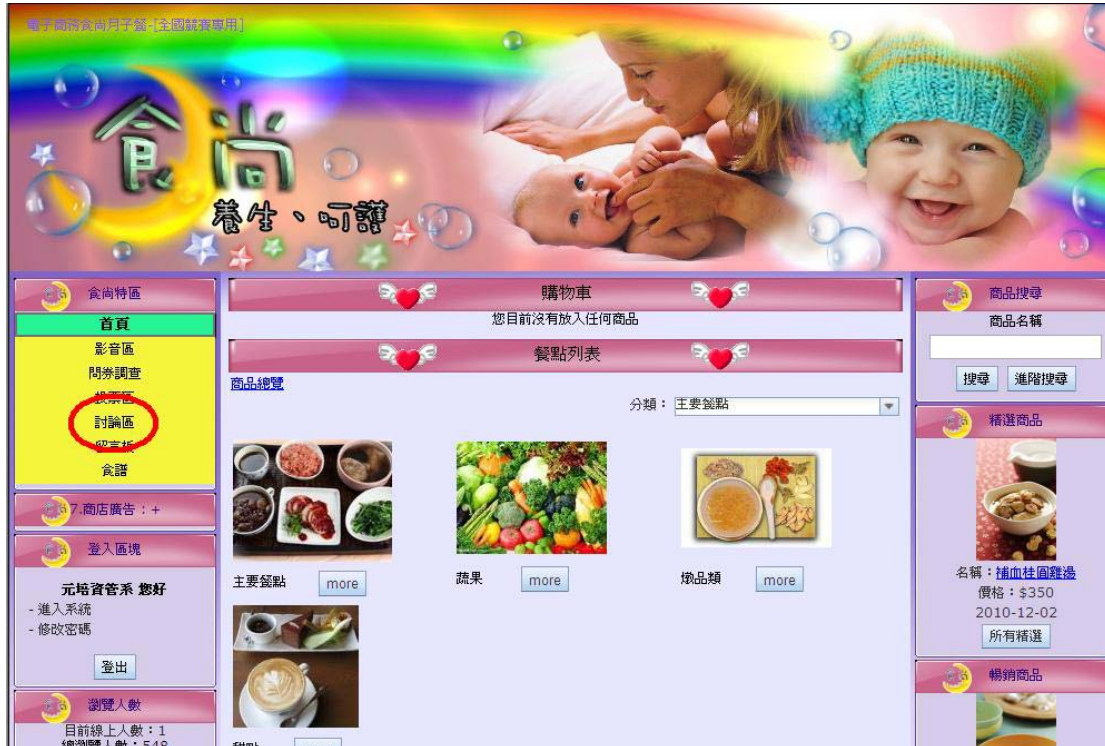 電子商務食尚月子餐-[全國競賽專用]
食尚
養生、呵護
食尚特區
首頁
影音區
問券調查
投票區
討論區
留言板
食譜
7.商店廣告：+
登入區塊
元培資管系 您好
- 進入系統
- 修改密碼
登出
瀏覽人數
目前線上人數：1
總瀏覽人數：548
購物車
您目前沒有放入任何商品
餐點列表
商品總覽
分類： 主要餐點
主要餐點 more
蔬果 more
燉品類 more
甜點
商品搜尋
商品名稱
搜尋 進階搜尋
精選商品
名稱：補血桂圓雞湯
價格：$350
2010-12-02
所有精選
暢銷商品